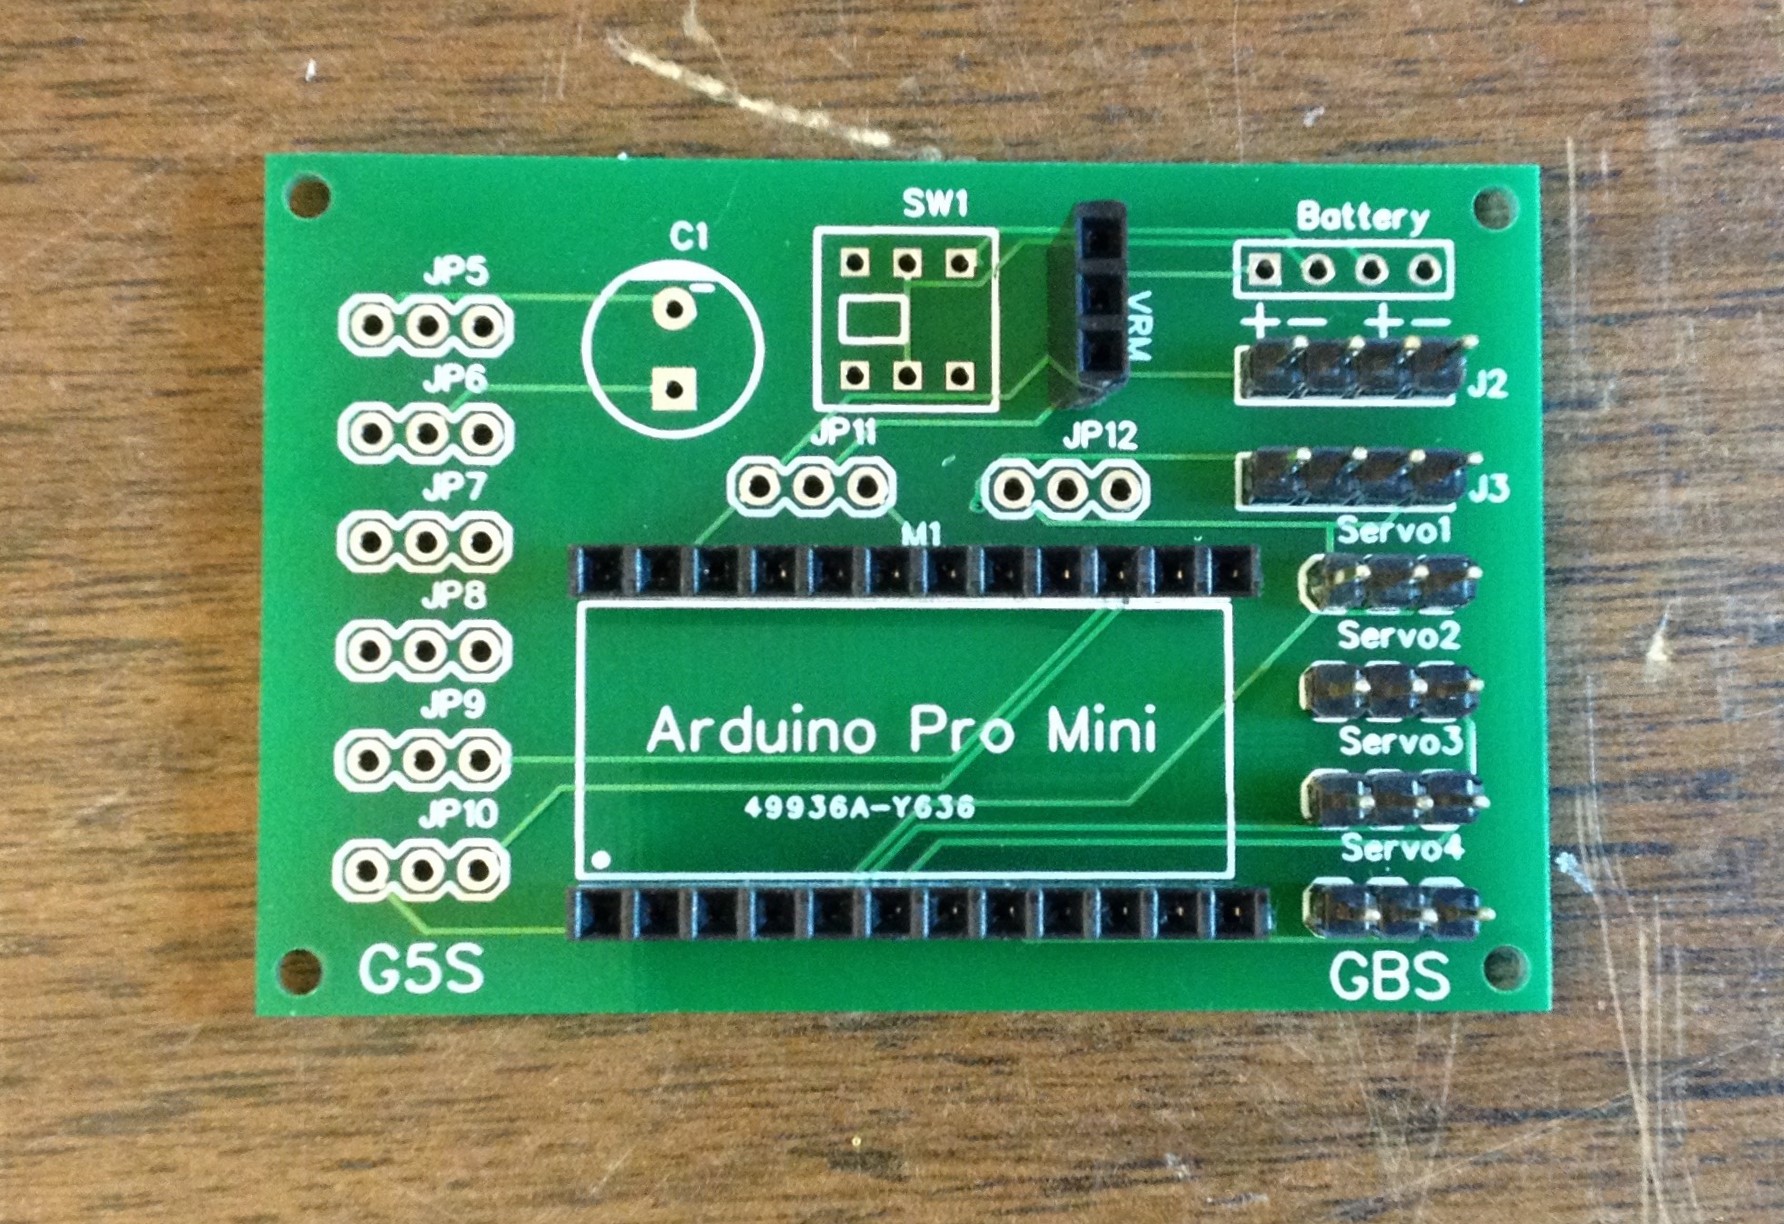 SW1
Battery
C1
JP5
VRM
+ - + -
JP6
J2
JP11
JP12
JP7
J3
M1
Servo1
JP8
Servo2
JP9
Arduino Pro Mini
Servo3
49936A-Y636
JP10
Servo4
G5S
GBS